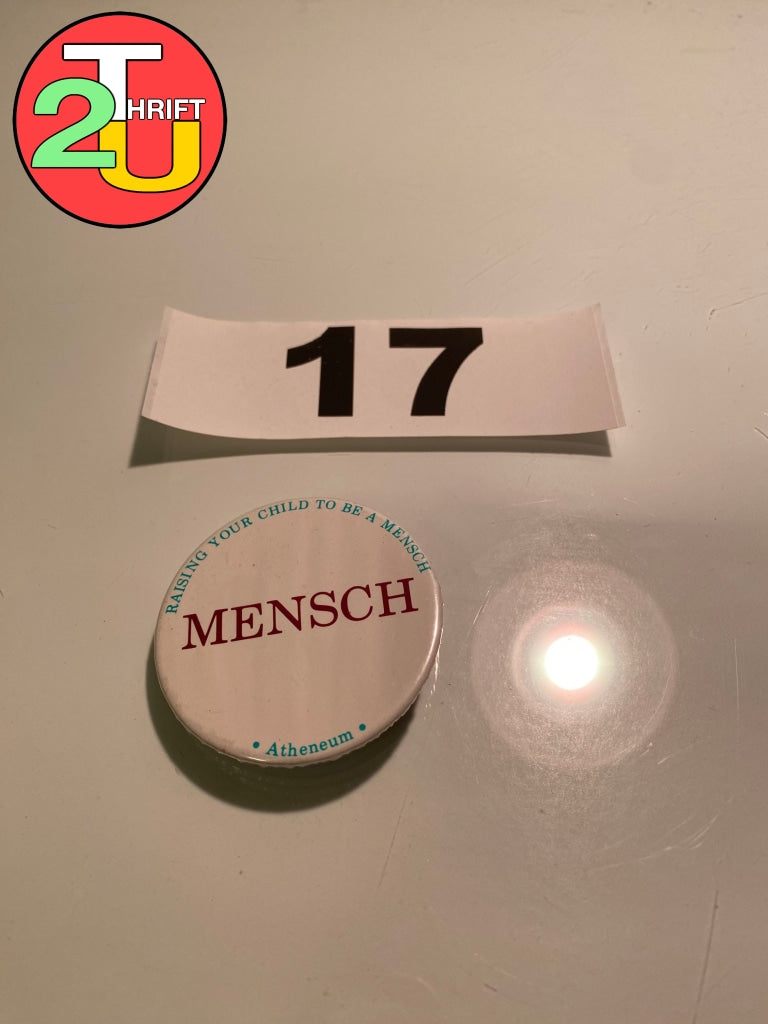 2 THRIFT U
17
RAISING YOUR CHILD TO BE A MENSCH
MENSCH
• Atheneum •